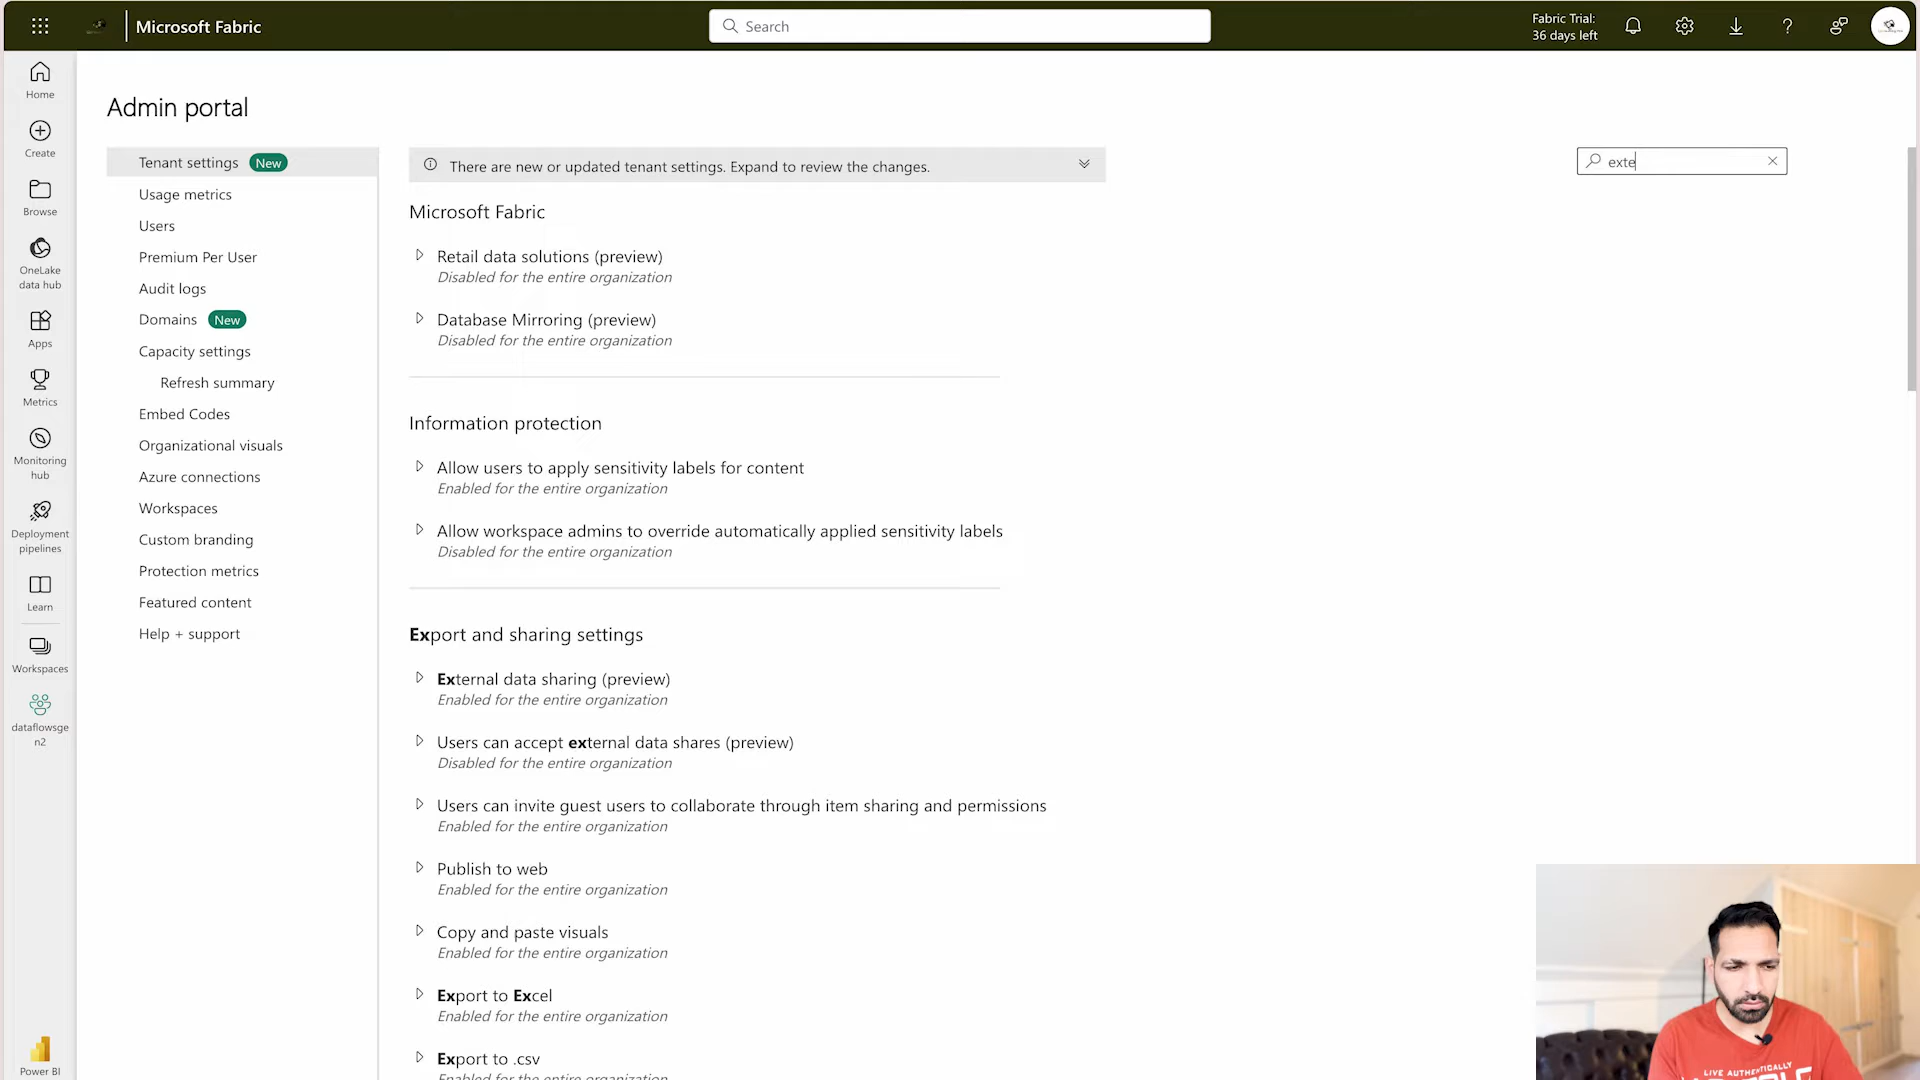 Microsoft Fabric
Search
Fabric Trial:
36 days left
?
Home
Create
Browse
OneLake
data hub
Apps
Metrics
Monitoring
hub
Deployment
pipelines
Learn
Workspaces
dataflowsge
n2
Power BI
Admin portal
Tenant settings New
Usage metrics
Users
Premium Per User
Audit logs
Domains New
Capacity settings
Refresh summary
Embed Codes
Organizational visuals
Azure connections
Workspaces
Custom branding
Protection metrics
Featured content
Help + support
There are new or updated tenant settings. Expand to review the changes.
exte
Microsoft Fabric
Retail data solutions (preview)
Disabled for the entire organization
Database Mirroring (preview)
Disabled for the entire organization
Information protection
Allow users to apply sensitivity labels for content
Enabled for the entire organization
Allow workspace admins to override automatically applied sensitivity labels
Disabled for the entire organization
Export and sharing settings
External data sharing (preview)
Enabled for the entire organization
Users can accept external data shares (preview)
Disabled for the entire organization
Users can invite guest users to collaborate through item sharing and permissions
Enabled for the entire organization
Publish to web
Enabled for the entire organization
Copy and paste visuals
Enabled for the entire organization
Export to Excel
Enabled for the entire organization
Export to .csv
Enabled for the entire organization
LIVE AUTHENTICALLY